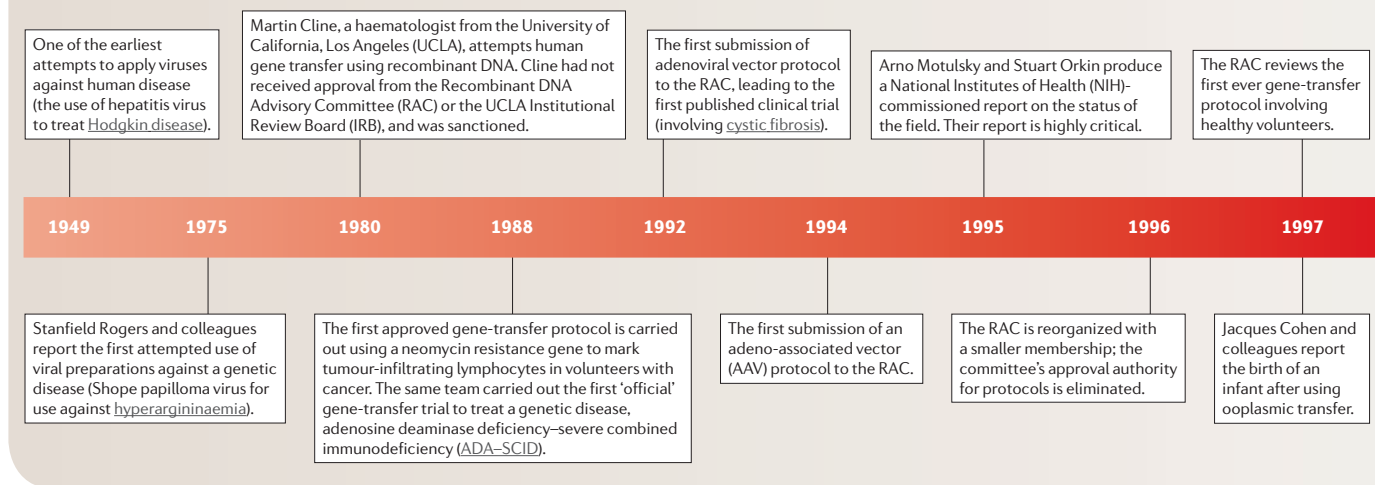 One of the earliest
attempts to apply viruses
against human disease
(the use of hepatitis virus
to treat Hodgkin disease).
Martin Cline, a haematologist from the University of
California, Los Angeles (UCLA), attempts human
gene transfer using recombinant DNA. Cline had not
received approval from the Recombinant DNA
Advisory Committee (RAC) or the UCLA Institutional
Review Board (IRB), and was sanctioned.
The first submission of
adenoviral vector protocol
to the RAC, leading to the
first published clinical trial
(involving cystic fibrosis).
Arno Motulsky and Stuart Orkin produce
a National Institutes of Health (NIH)-
commissioned report on the status of
the field. Their report is highly critical.
The RAC reviews the
first ever gene-transfer
protocol involving
healthy volunteers.
1949 1975 1980 1988 1992 1994 1995 1996 1997
Stanfield Rogers and colleagues
report the first attempted use of
viral preparations against a genetic
disease (Shope papilloma virus for
use against hyperargininaemia).
The first approved gene-transfer protocol is carried
out using a neomycin resistance gene to mark
tumour-infiltrating lymphocytes in volunteers with
cancer. The same team carried out the first ‘official’
gene-transfer trial to treat a genetic disease,
adenosine deaminase deficiency–severe combined
immunodeficiency (ADA–SCID).
The first submission of an
adeno-associated vector
(AAV) protocol to the RAC.
The RAC is reorganized with
a smaller membership; the
committee’s approval authority
for protocols is eliminated.
Jacques Cohen and
colleagues report
the birth of an
infant after using
ooplasmic transfer.